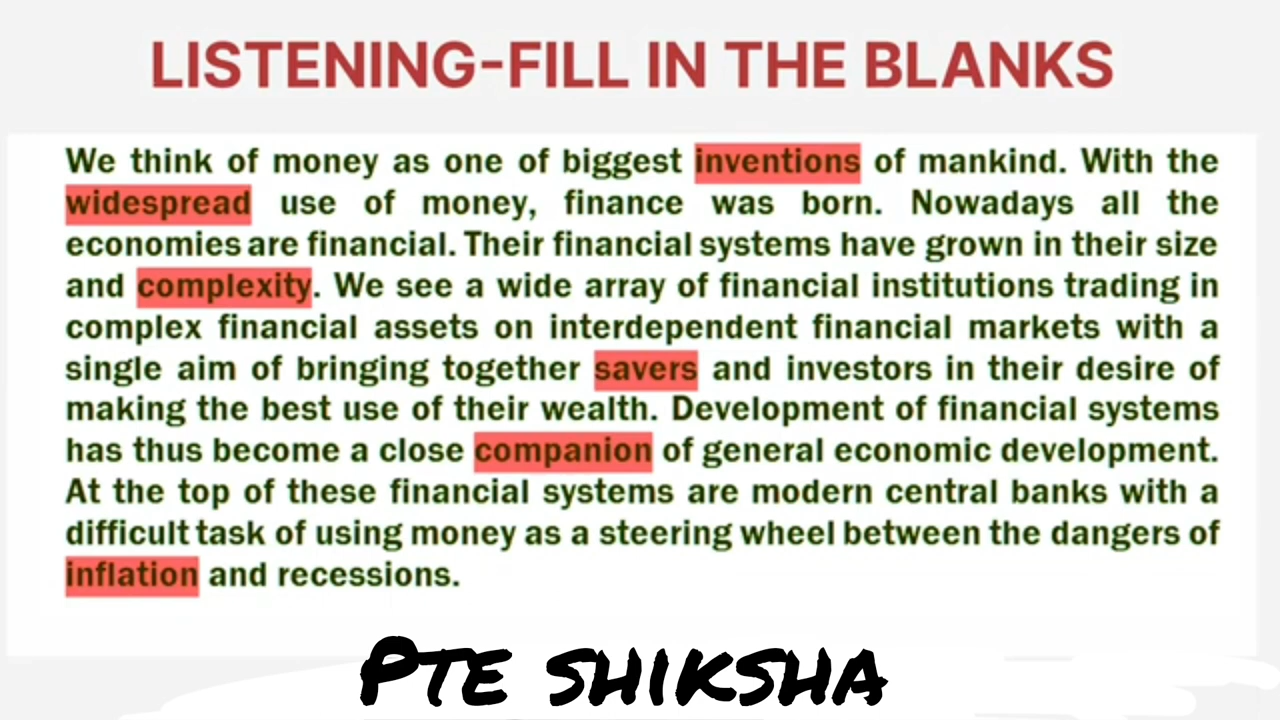 LISTENING-FILL IN THE BLANKS
We think of money as one of biggest inventions of mankind. With the
widespread use of money, finance was born. Nowadays all the
economies are financial. Their financial systems have grown in their size
and complexity. We see a wide array of financial institutions trading in
complex financial assets on interdependent financial markets with a
single aim of bringing together savers and investors in their desire of
making the best use of their wealth. Development of financial systems
has thus become a close companion of general economic development.
At the top of these financial systems are modern central banks with a
difficult task of using money as a steering wheel between the dangers of
inflation and recessions.
PTE SHIKSHA